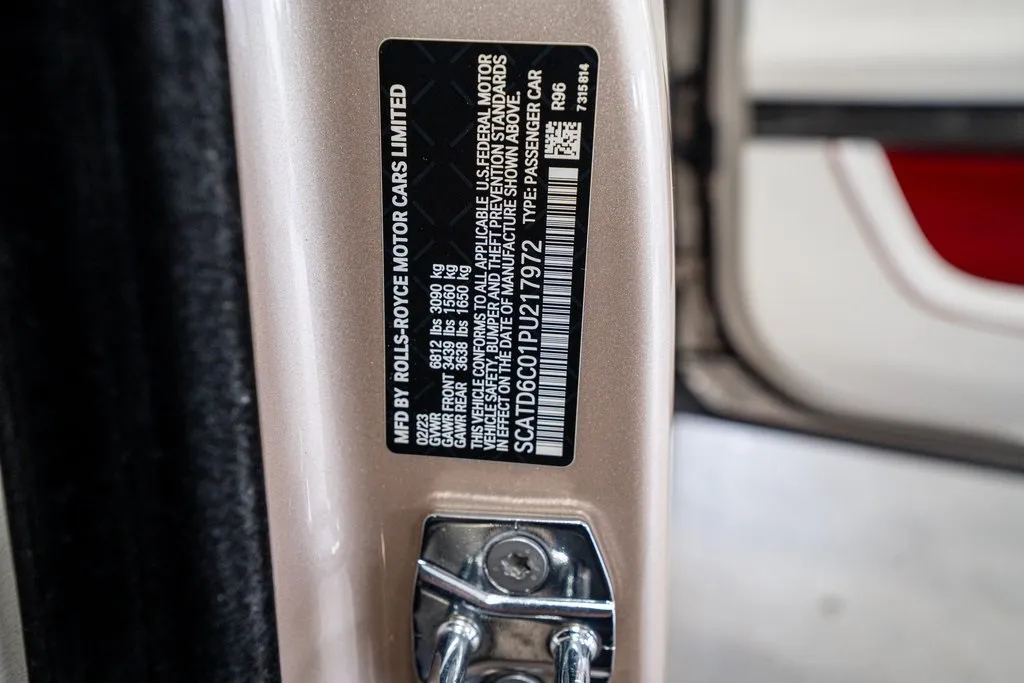 MFD BY ROLLS-ROYCE MOTOR CARS LIMITED
02/23
GVWR 6812 lbs 3090 kg
GAWR FRONT 3439 lbs 1560 kg
GAWR REAR 3638 lbs 1650 kg
THIS VEHICLE CONFORMS TO ALL APPLICABLE U.S.FEDERAL MOTOR
VEHICLE SAFETY, BUMPER AND THEFT PREVENTION STANDARDS
IN EFFECT ON THE DATE OF MANUFACTURE SHOWN ABOVE.
SCATD6C01PU217972 TYPE: PASSENGER CAR
R96
7315814